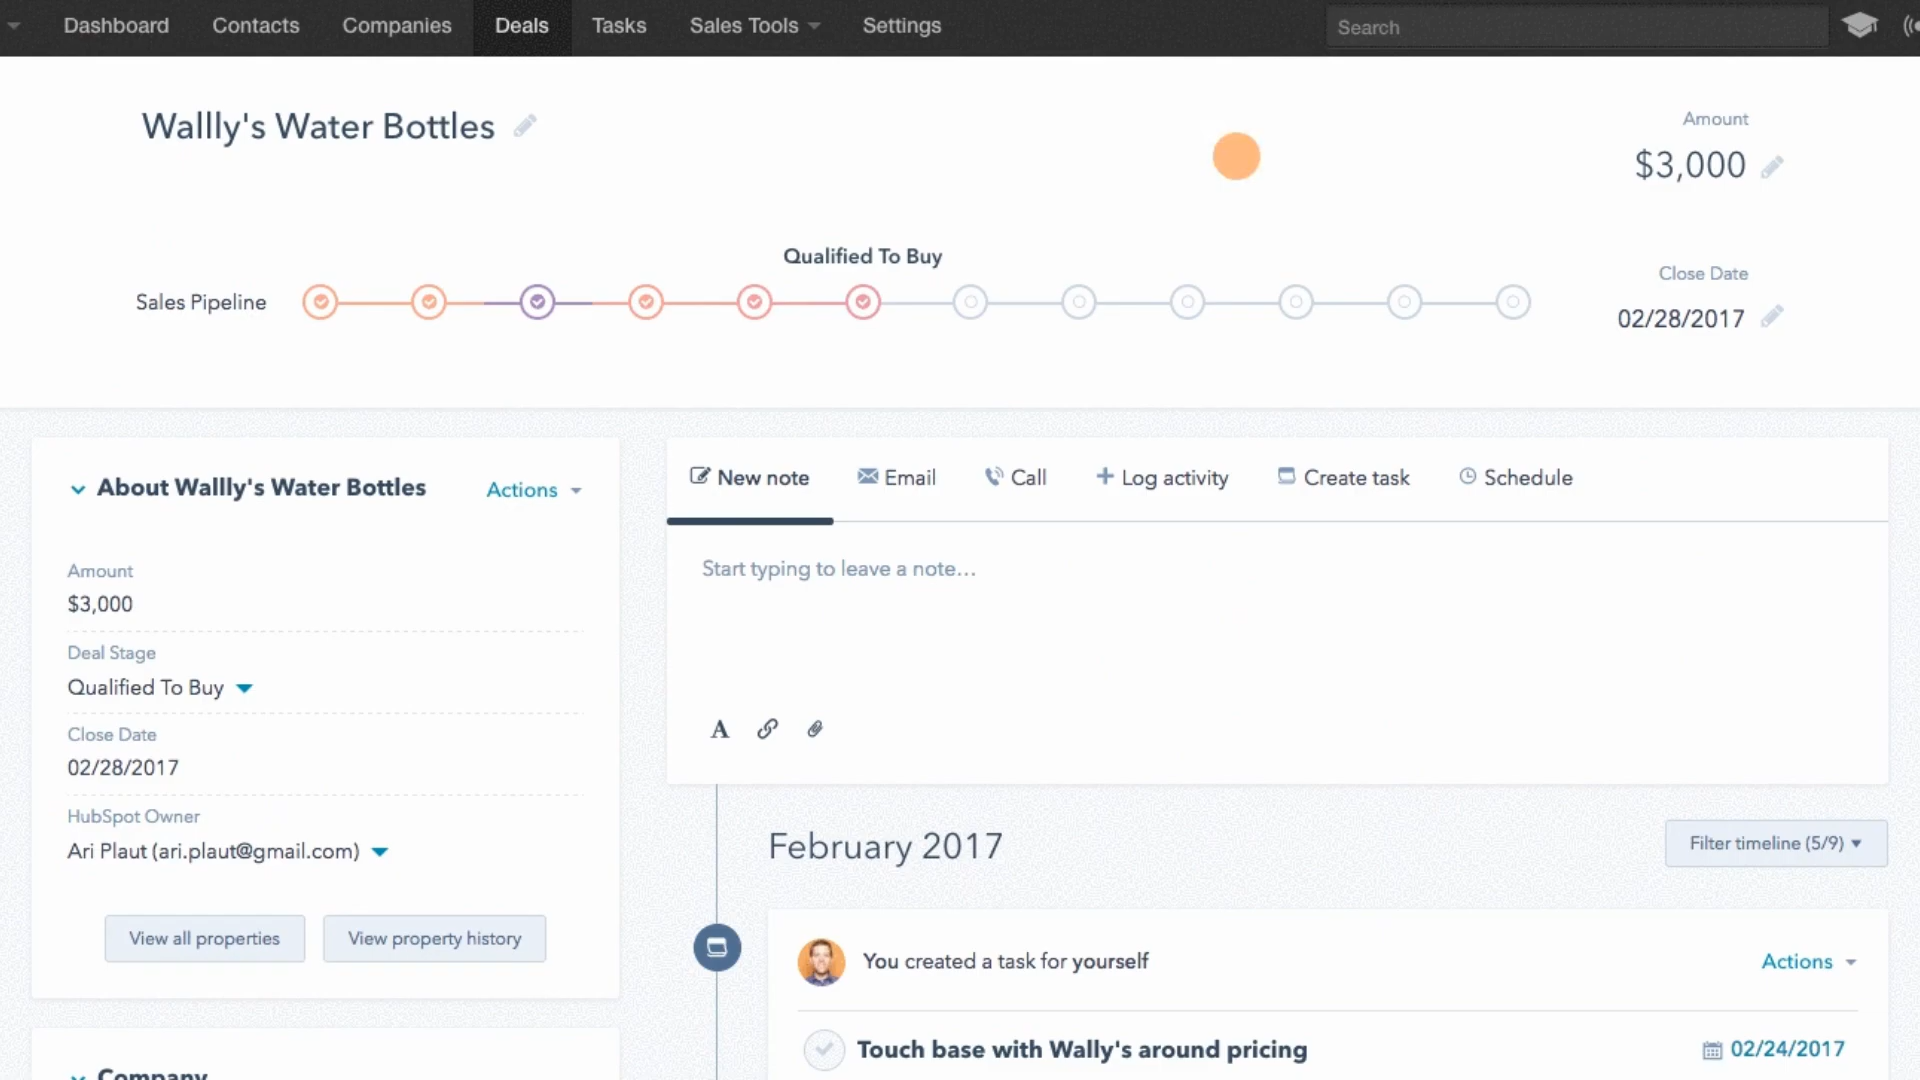 Dashboard Contacts Companies Deals Tasks Sales Tools Settings Search
Wallly's Water Bottles
Amount
$3,000
Qualified To Buy
Sales Pipeline
Close Date
02/28/2017
About Wallly's Water Bottles Actions
Amount
$3,000
Deal Stage
Qualified To Buy
Close Date
02/28/2017
HubSpot Owner
Ari Plaut (ari.plaut@gmail.com)
View all properties View property history
Company
New note Email Call Log activity Create task Schedule
Start typing to leave a note...
A
February 2017
Filter timeline (5/9)
You created a task for yourself Actions
Touch base with Wally's around pricing 02/24/2017